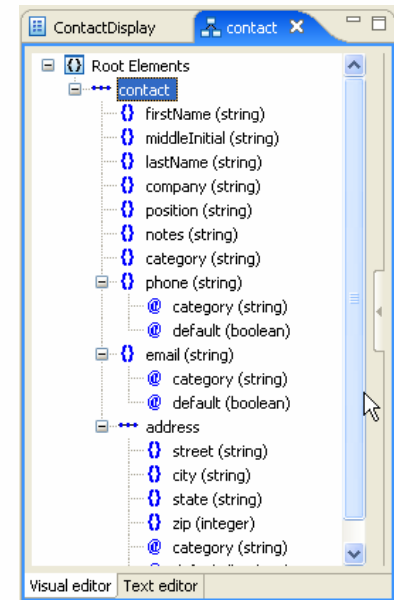 ContactDisplay
contact
Root Elements
contact
firstName (string)
middleInitial (string)
lastName (string)
company (string)
position (string)
notes (string)
category (string)
phone (string)
@ category (string)
@ default (boolean)
email (string)
@ category (string)
@ default (boolean)
address
street (string)
city (string)
state (string)
zip (integer)
@ category (string)
Visual editor Text editor